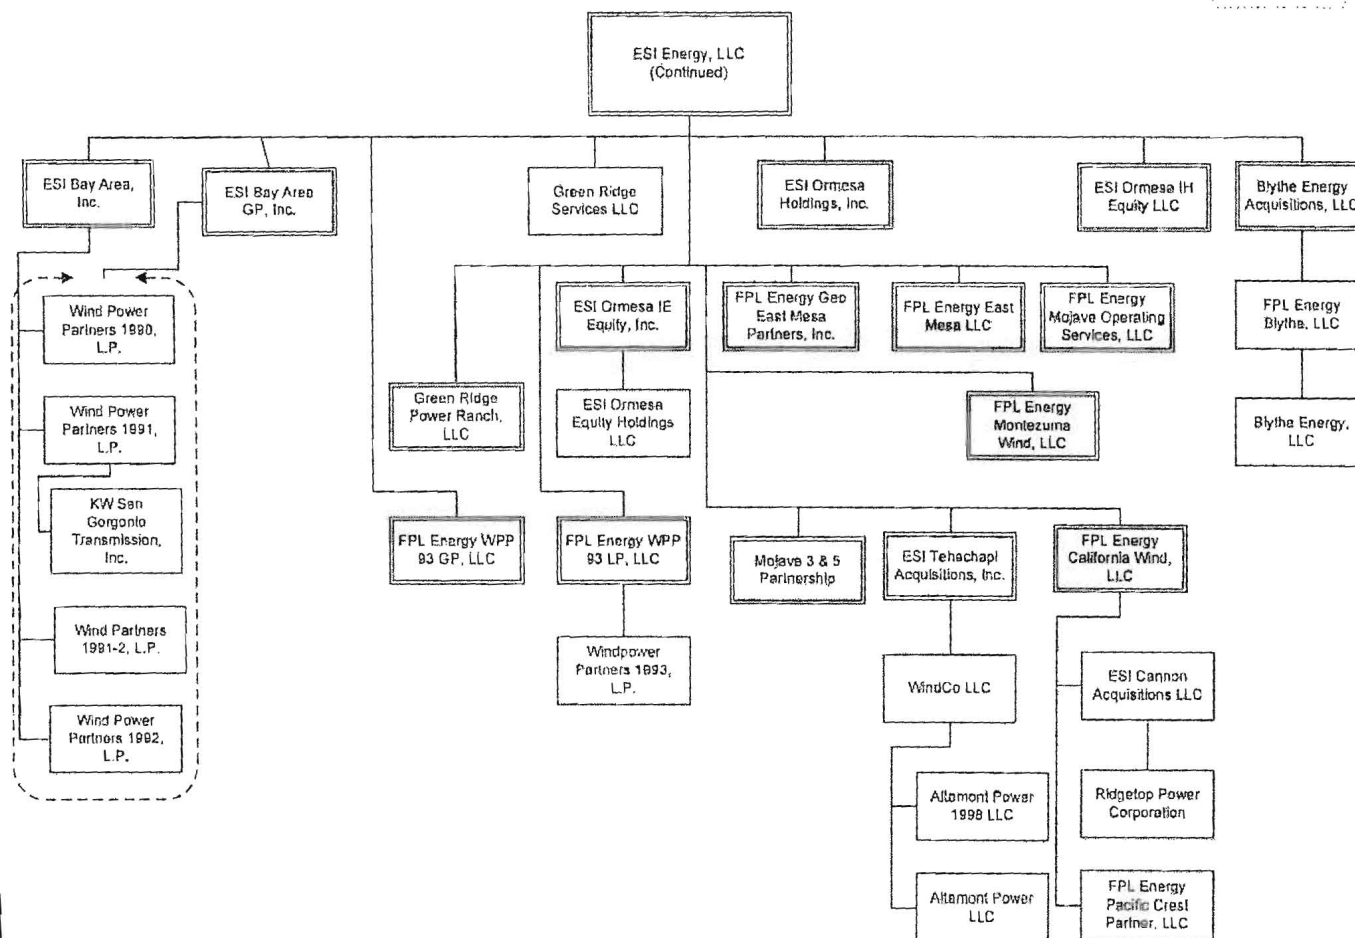 ESI Energy, LLC
(Continued)
ESI Bay Area,
Inc.
ESI Bay Area
GP, Inc.
Green Ridge
Services LLC
ESI Ormesa
Holdings, Inc.
ESI Ormesa IH
Equity LLC
Blythe Energy
Acquisitions, LLC
Wind Power
Partners 1990,
L.P.
ESI Ormesa IE
Equity, Inc.
FPL Energy Geo
East Mesa
Partners, Inc.
FPL Energy East
Mesa LLC
FPL Energy
Mojave Operating
Services, LLC
FPL Energy
Blythe, LLC
Wind Power
Partners 1991,
L.P.
Green Ridge
Power Ranch,
LLC
ESI Ormesa
Equity Holdings
LLC
FPL Energy
Montezuma
Wind, LLC
Blythe Energy,
LLC
KW San
Gorgonio
Transmission,
Inc.
FPL Energy WPP
93 GP, LLC
FPL Energy WPP
93 LP, LLC
Mojave 3 & 5
Partnership
ESI Tehachapi
Acquisitions, Inc.
FPL Energy
California Wind,
LLC
Wind Partners
1991-2, L.P.
Windpower
Partners 1993,
L.P.
WindCo LLC
ESI Cannon
Acquisitions LLC
Wind Power
Partners 1992,
L.P.
Altamont Power
1998 LLC
Ridgetop Power
Corporation
Altamont Power
LLC
FPL Energy
Pacific Crest
Partner, LLC